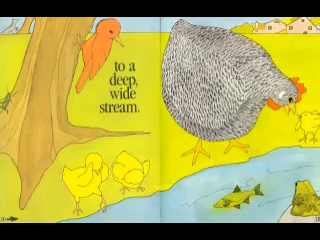 to a
deep,
wide
stream.